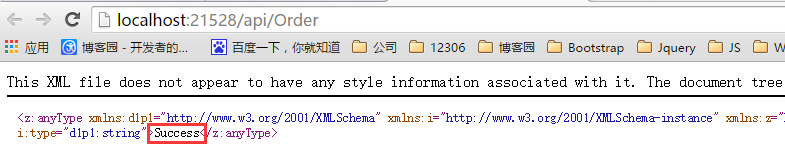 localhost:21528/api/Order
应用 博客园 - 开发者的... 百度一下，你就知道 公司 12306 博客园 Bootstrap Jquery JS W
This XML file does not appear to have any style information associated with it. The document tree
<z:anyType xmlns:d1p1="http://www.w3.org/2001/XMLSchema" xmlns:i="http://www.w3.org/2001/XMLSchema-instance" xmlns:z="h
i:type="d1p1:string">Success</z:anyType>